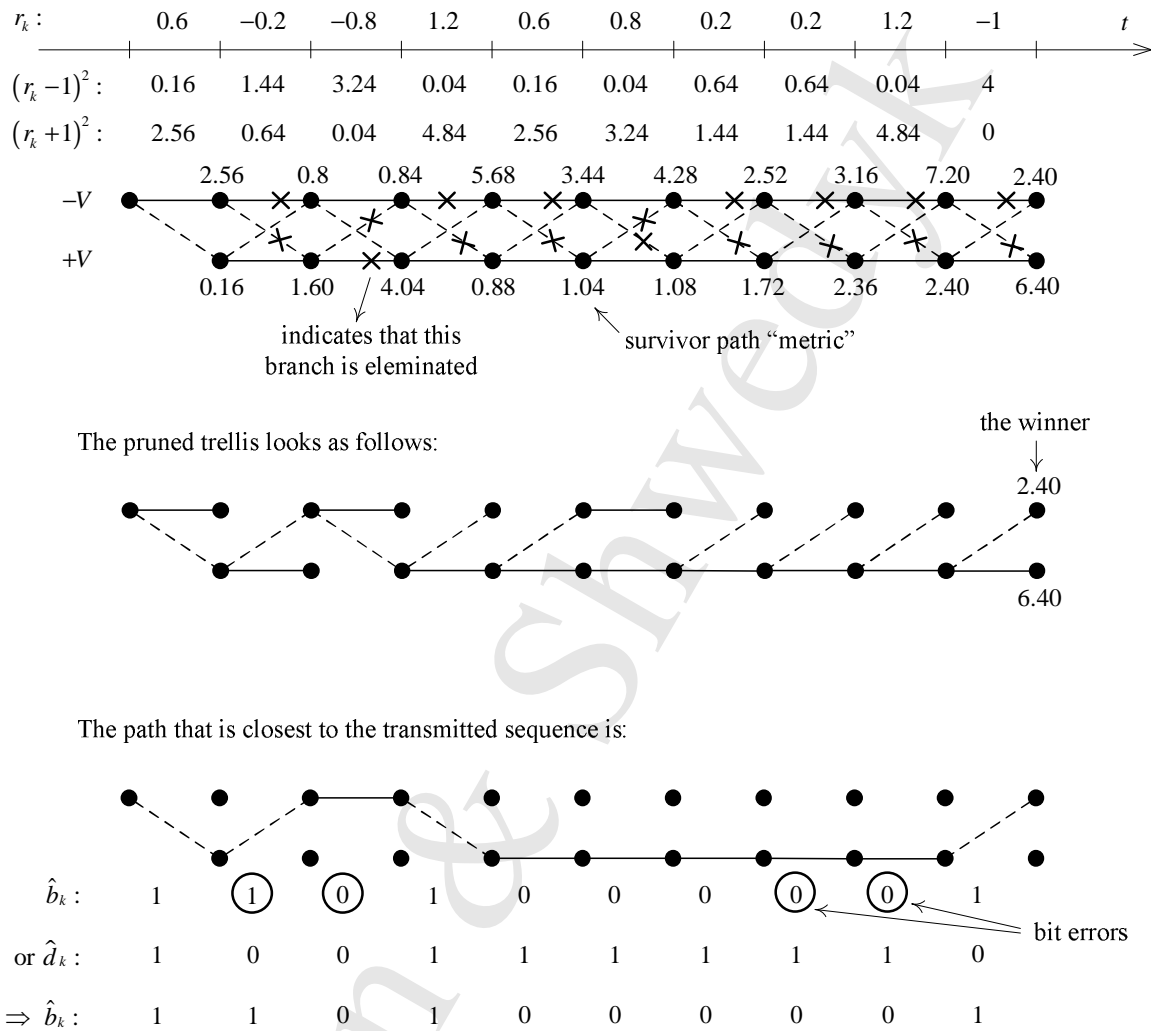 r_k : 0.6 −0.2 −0.8 1.2 0.6 0.8 0.2 0.2 1.2 −1 t
(r_k −1)² : 0.16 1.44 3.24 0.04 0.16 0.04 0.64 0.64 0.04 4
(r_k +1)² : 2.56 0.64 0.04 4.84 2.56 3.24 1.44 1.44 4.84 0
2.56 0.8 0.84 5.68 3.44 4.28 2.52 3.16 7.20 2.40
−V
+V
0.16 1.60 4.04 0.88 1.04 1.08 1.72 2.36 2.40 6.40
indicates that this
branch is eleminated
survivor path “metric”
the winner
The pruned trellis looks as follows:
2.40
6.40
The path that is closest to the transmitted sequence is:
b̂_k : 1 1 0 1 0 0 0 0 0 1
bit errors
or d̂_k : 1 0 0 1 1 1 1 1 1 0
⇒ b̂_k : 1 1 0 1 0 0 0 0 0 1
n & Shwedyk